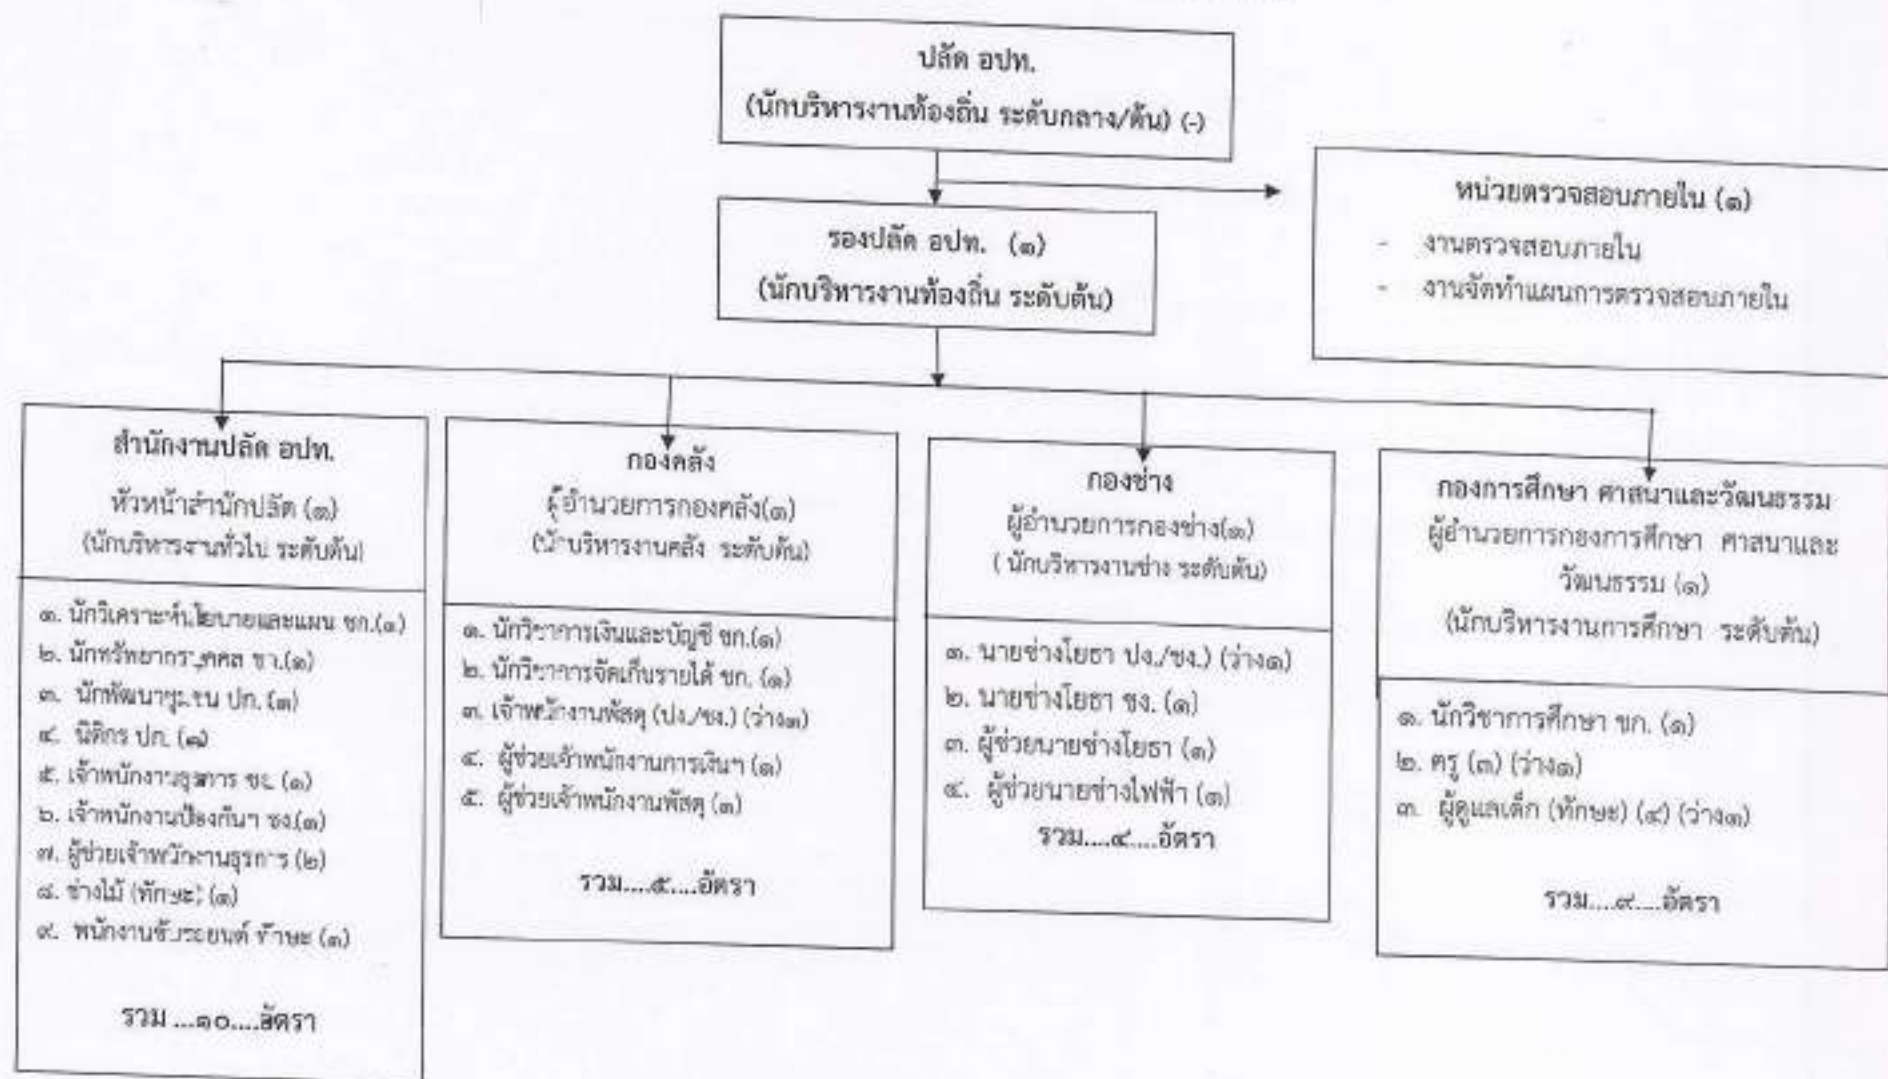 ปลัด อปท.
(นักบริหารงานท้องถิ่น ระดับกลาง/ต้น) (-)
รองปลัด อปท. (๑)
(นักบริหารงานท้องถิ่น ระดับต้น)
หน่วยตรวจสอบภายใน (๑)
- งานตรวจสอบภายใน
- งานจัดทำแผนการตรวจสอบภายใน
สำนักงานปลัด อปท.
หัวหน้าสำนักปลัด (๑)
(นักบริหารงานทั่วไป ระดับต้น)
๑. นักวิเคราะห์นโยบายและแผน ชก.(๑)
๒. นักทรัพยากรบุคคล (๑)
๓. นักพัฒนาชุมชน ปก. (๑)
๔. นิติกร ปก. (๑)
๕. เจ้าพนักงานธุรการ ชง. (๑)
๖. เจ้าพนักงานป้องกันฯ ชง.(๑)
๗. ผู้ช่วยเจ้าพนักงานธุรการ (๒)
๘. ช่างไม้ (ทักษะ) (๑)
๙. พนักงานขับรถยนต์ ทักษะ (๑)
รวม ...๑๐....อัตรา
กองคลัง
ผู้อำนวยการกองคลัง(๑)
(นักบริหารงานคลัง ระดับต้น)
๑. นักวิชาการเงินและบัญชี ชก.(๑)
๒. นักวิชาการจัดเก็บรายได้ ชก. (๑)
๓. เจ้าพนักงานพัสดุ (ปง./ชง.) (ว่าง๑)
๔. ผู้ช่วยเจ้าพนักงานการเงินฯ (๑)
๕. ผู้ช่วยเจ้าพนักงานพัสดุ (๑)
รวม....๕....อัตรา
กองช่าง
ผู้อำนวยการกองช่าง(๑)
( นักบริหารงานช่าง ระดับต้น)
๑. นายช่างโยธา ปง./ชง.) (ว่าง๑)
๒. นายช่างโยธา ชง. (๑)
๓. ผู้ช่วยนายช่างโยธา (๑)
๔. ผู้ช่วยนายช่างไฟฟ้า (๑)
รวม....๔....อัตรา
กองการศึกษา ศาสนาและวัฒนธรรม
ผู้อำนวยการกองการศึกษา ศาสนาและ
วัฒนธรรม (๑)
(นักบริหารงานการศึกษา ระดับต้น)
๑. นักวิชาการศึกษา ชก. (๑)
๒. ครู (๓) (ว่าง๑)
๓. ผู้ดูแลเด็ก (ทักษะ) (๔) (ว่าง๑)
รวม....๙....อัตรา